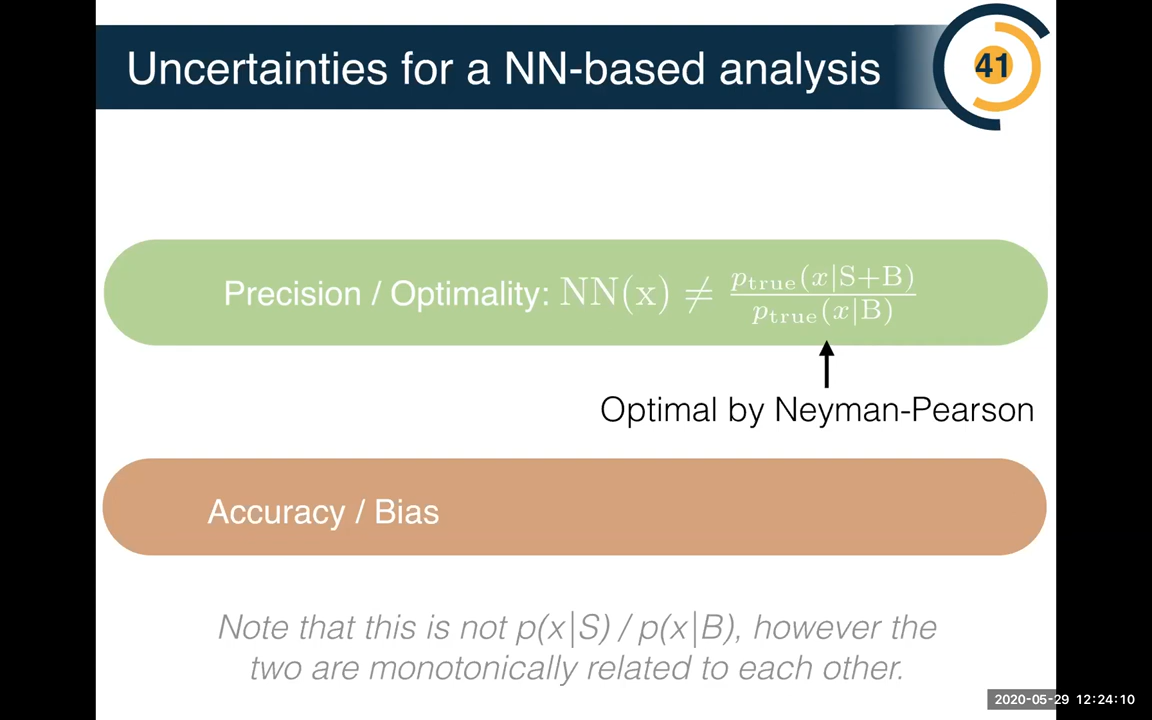 Uncertainties for a NN-based analysis
41
Precision / Optimality: NN(x) ≠ p_true(x|S+B) / p_true(x|B)
Optimal by Neyman-Pearson
Accuracy / Bias
Note that this is not p(x|S) / p(x|B), however the
two are monotonically related to each other.
2020-05-29 12:24:10